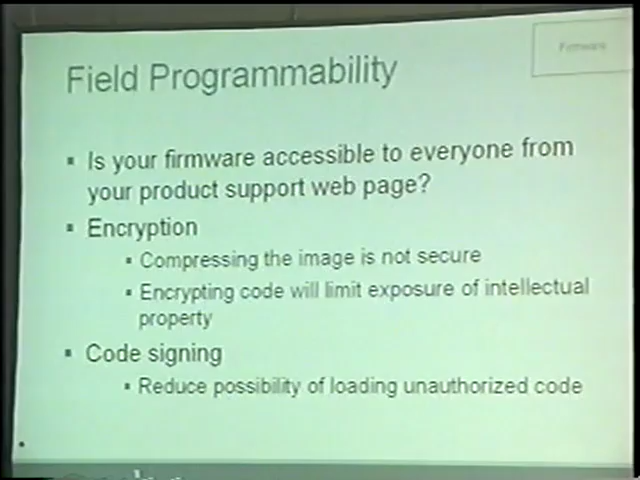 Firmware
Field Programmability
▪ Is your firmware accessible to everyone from
your product support web page?
▪ Encryption
▪ Compressing the image is not secure
▪ Encrypting code will limit exposure of intellectual
property
▪ Code signing
▪ Reduce possibility of loading unauthorized code